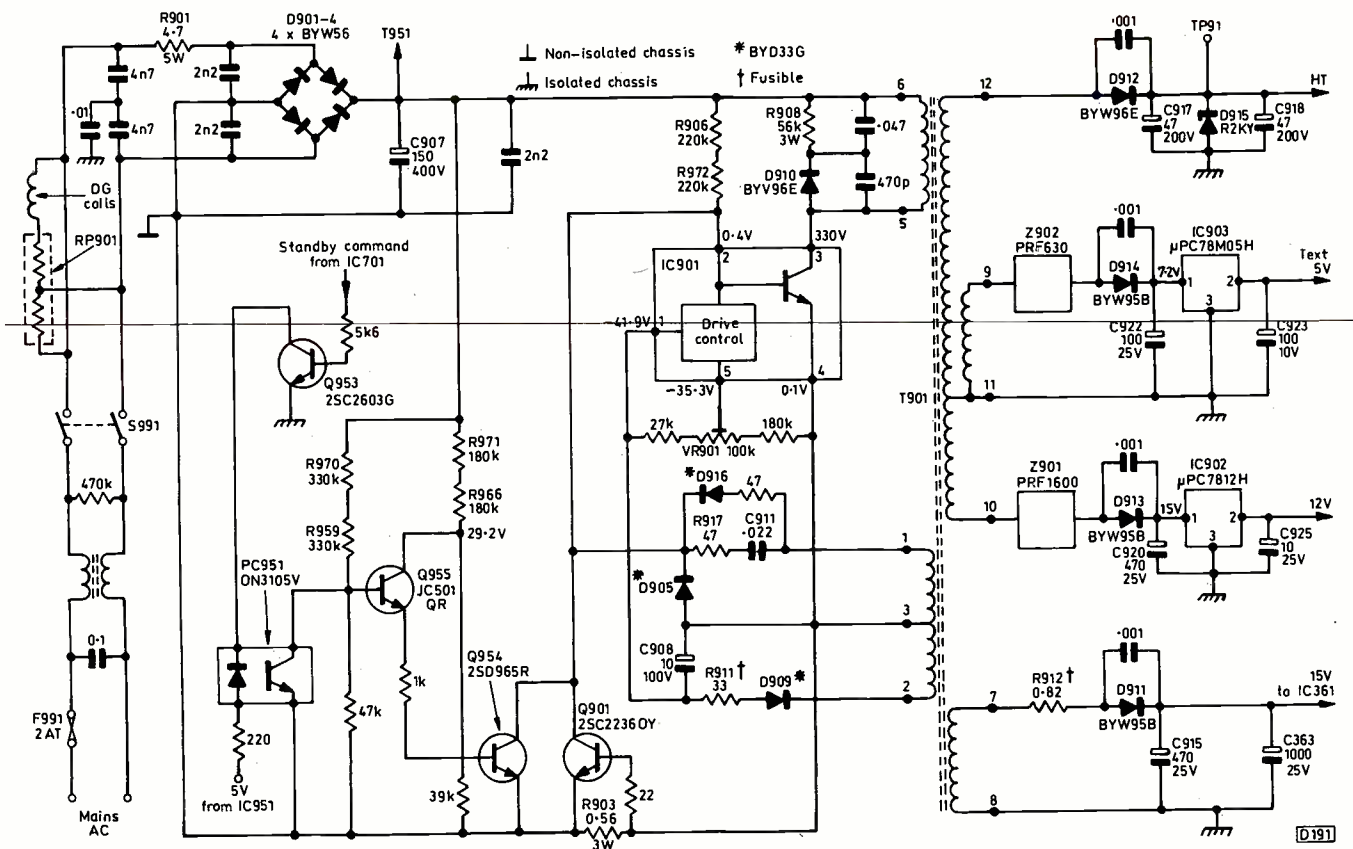 R901
4·7
5W
D901-4
4 x BYW56
T951
Non-isolated chassis
Isolated chassis
* BYD33G
† Fusible
·001
TP91
4n7
2n2
·01
4n7
2n2
C907
150
400V
2n2
R906
220k
R972
220k
R908
56k
3W
·047
D910
BYV96E
470p
6
5
12
D912
BYW96E
C917
47
200V
D915
R2KY
C918
47
200V
HT
DG
coils
RP901
Standby command
from IC701
5k6
Q953
2SC2603G
0·4V
2
330V
3
IC901
-41·9V
1
Drive
control
5
4
-35·3V
0·1V
27k
VR901 100k
180k
T901
9
Z902
PRF630
·001
D914
BYW95B
7·2V
IC903
µPC78M05H
1
2
3
Text
5V
C922
100
25V
C923
100
10V
11
S991
470k
R970
330k
R959
330k
R971
180k
R966
180k
29·2V
* D916
47
R917
47
C911
·022
* D905
C908
10
100V
R911 †
33
D909 *
1
3
2
10
Z901
PRF1600
·001
D913
BYW95B
15V
IC902
µPC7812H
1
2
3
12V
C920
470
25V
C925
10
25V
PC951
ON3105V
Q955
JC501
QR
Q954
2SD965R
1k
47k
220
5V
from IC951
39k
Q901
2SC2236OY
R903
0·56
3W
22
0·1
F991
2AT
Mains
AC
7
R912 †
0·82
·001
D911
BYW95B
15V
to IC361
C915
470
25V
C363
1000
25V
8
D191